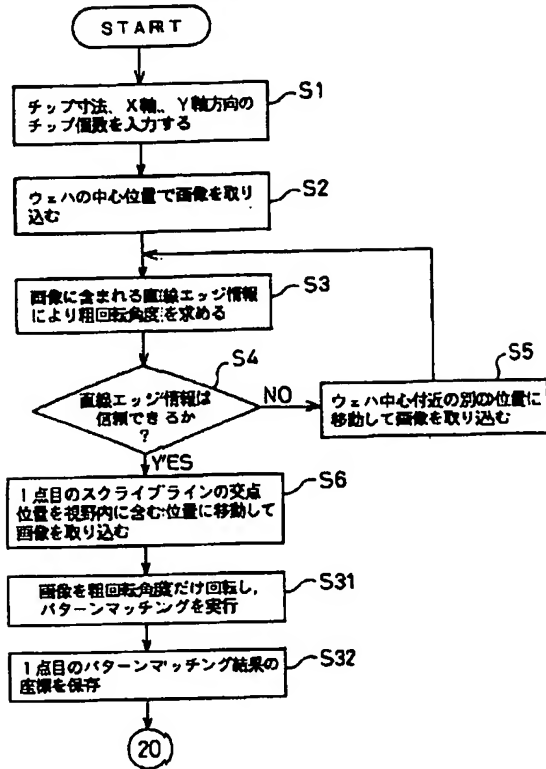 START
S1
チップ寸法、X軸、Y軸方向の
チップ個数を入力する
S2
ウェハの中心位置で画像を取り
込む
S3
画像に含まれる直線エッジ情報
により粗回転角度を求める
S4
直線エッジ情報は
信頼できるか
?
NO
S5
ウェハ中心付近の別の位置に
移動して画像を取り込む
YES
S6
1点目のスクライブラインの交点
位置を視野内に含む位置に移動して
画像を取り込む
S31
画像を粗回転角度だけ回転し,
パターンマッチングを実行
S32
1点目のパターンマッチング結果の
座標を保存
20